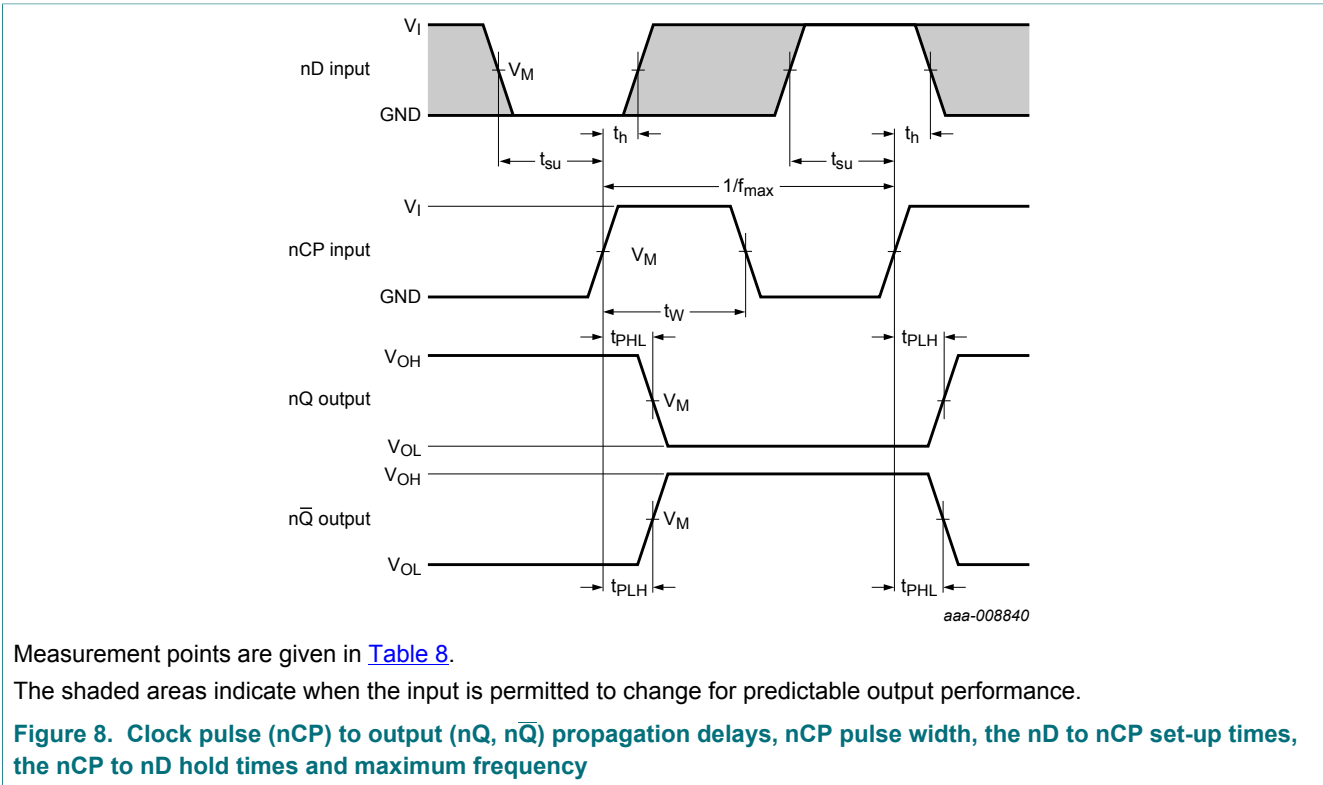 VI
nD input
VM
GND
th
th
tsu
tsu
1/fmax
VI
nCP input
VM
GND
tW
tPHL
tPLH
VOH
nQ output
VM
VOL
VOH
nQ̅ output
VM
VOL
tPLH
tPHL
aaa-008840
Measurement points are given in Table 8.
The shaded areas indicate when the input is permitted to change for predictable output performance.
Figure 8. Clock pulse (nCP) to output (nQ, nQ̅) propagation delays, nCP pulse width, the nD to nCP set-up times,
the nCP to nD hold times and maximum frequency